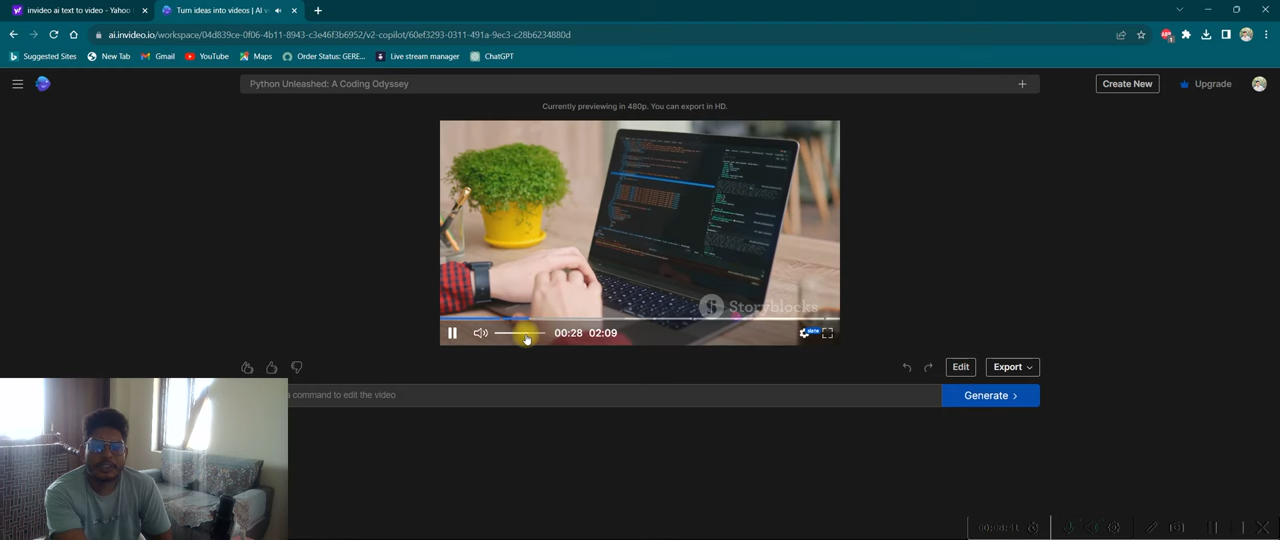 invideo ai text to video - Yahoo
Turn ideas into videos | AI v
ai.invideo.io/workspace/04d839ce-0f06-4b11-8943-c3e46f3b6952/v2-copilot/60ef3293-0311-491a-9ec3-c28b6234880d
Suggested Sites
New Tab
Gmail
YouTube
Maps
Order Status: GERE...
Live stream manager
ChatGPT
Python Unleashed: A Coding Odyssey
Create New
Upgrade
Currently previewing in 480p. You can export in HD.
Storyblocks
00:28 02:09
Edit
Export
a command to edit the video
Generate